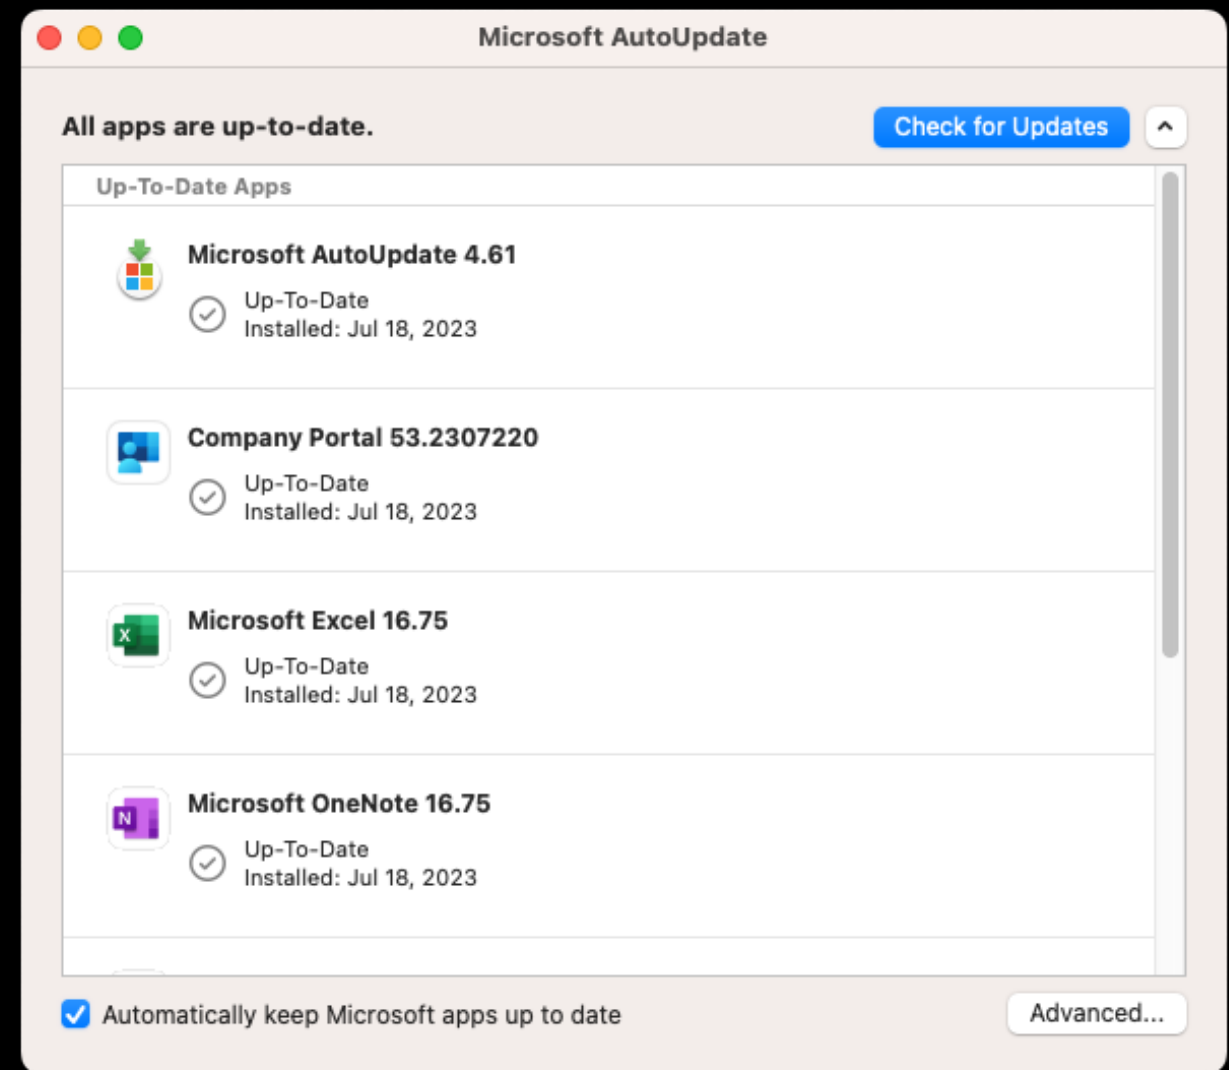 Microsoft AutoUpdate
All apps are up-to-date.
Check for Updates
Up-To-Date Apps
Microsoft AutoUpdate 4.61
Up-To-Date
Installed: Jul 18, 2023
Company Portal 53.2307220
Up-To-Date
Installed: Jul 18, 2023
X
Microsoft Excel 16.75
Up-To-Date
Installed: Jul 18, 2023
N
Microsoft OneNote 16.75
Up-To-Date
Installed: Jul 18, 2023
Automatically keep Microsoft apps up to date
Advanced...